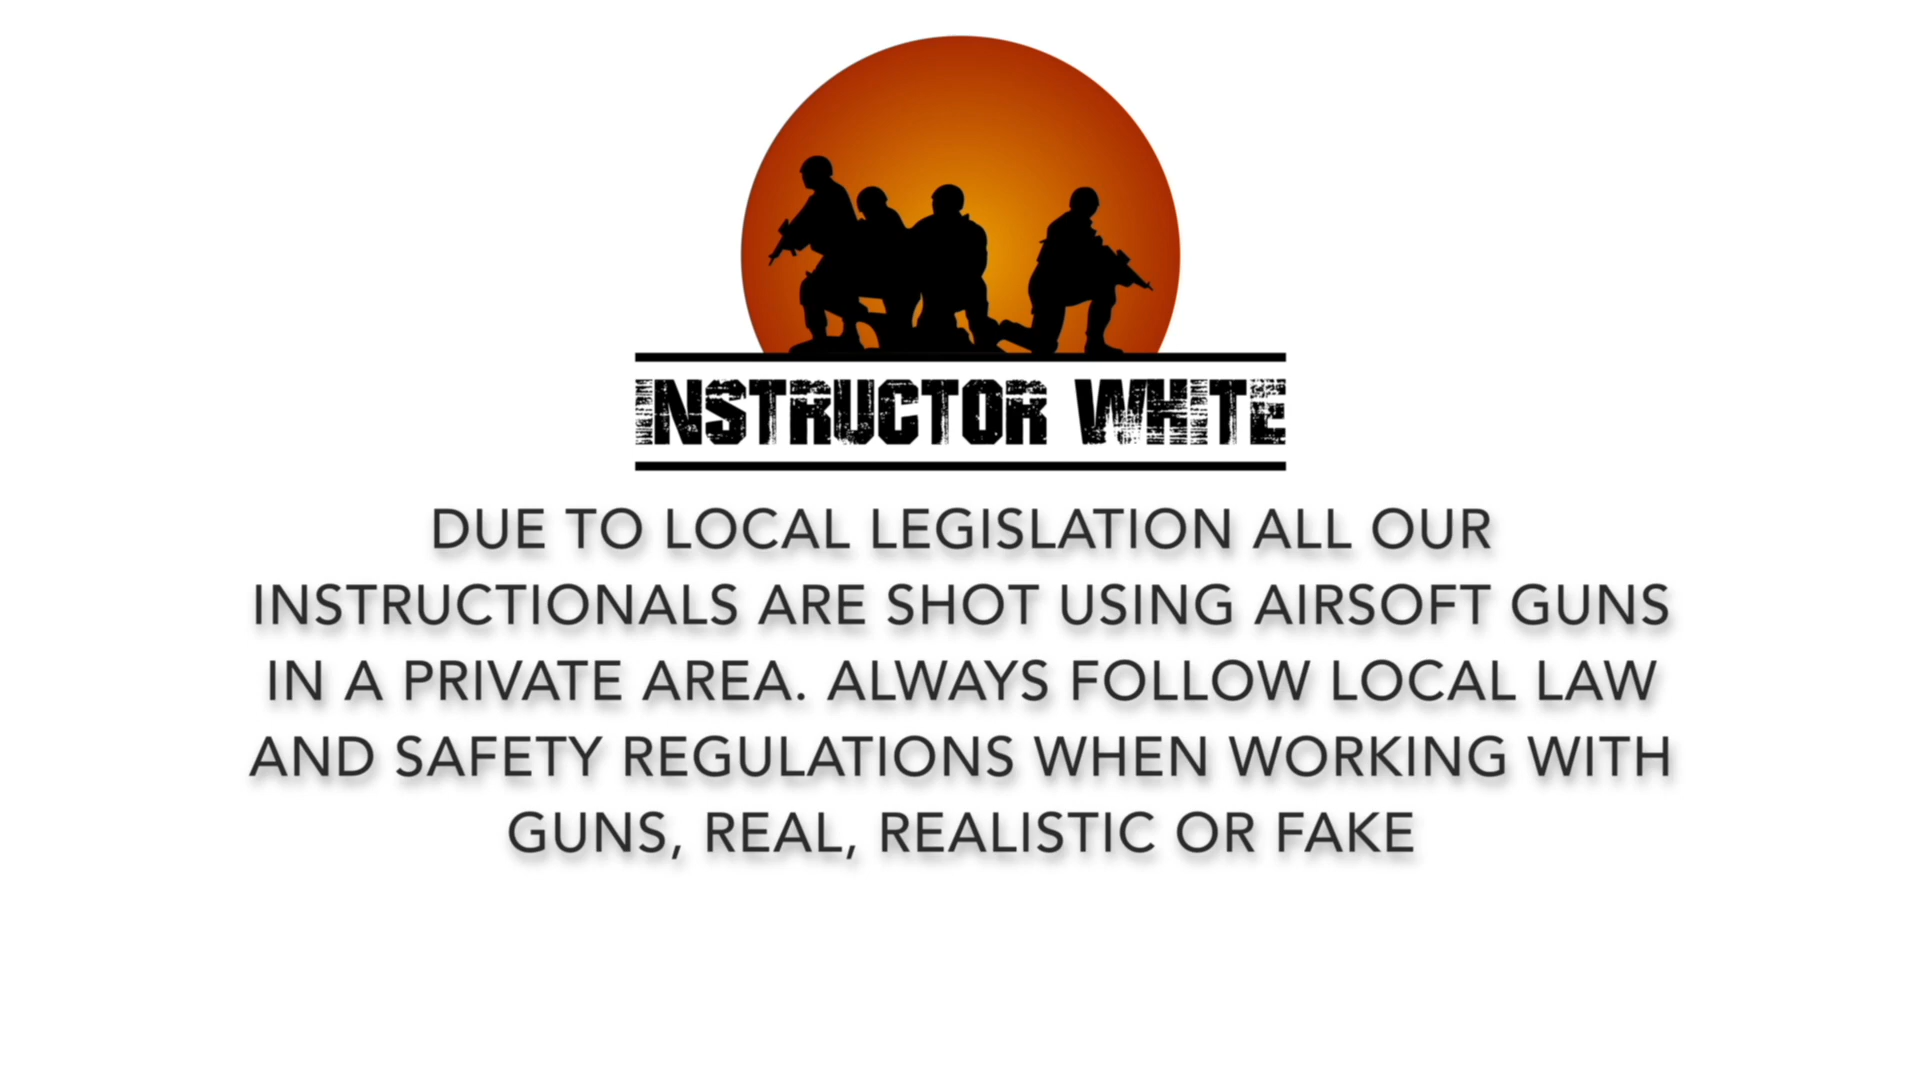 INSTRUCTOR WHITE
DUE TO LOCAL LEGISLATION ALL OUR
INSTRUCTIONALS ARE SHOT USING AIRSOFT GUNS
IN A PRIVATE AREA. ALWAYS FOLLOW LOCAL LAW
AND SAFETY REGULATIONS WHEN WORKING WITH
GUNS, REAL, REALISTIC OR FAKE